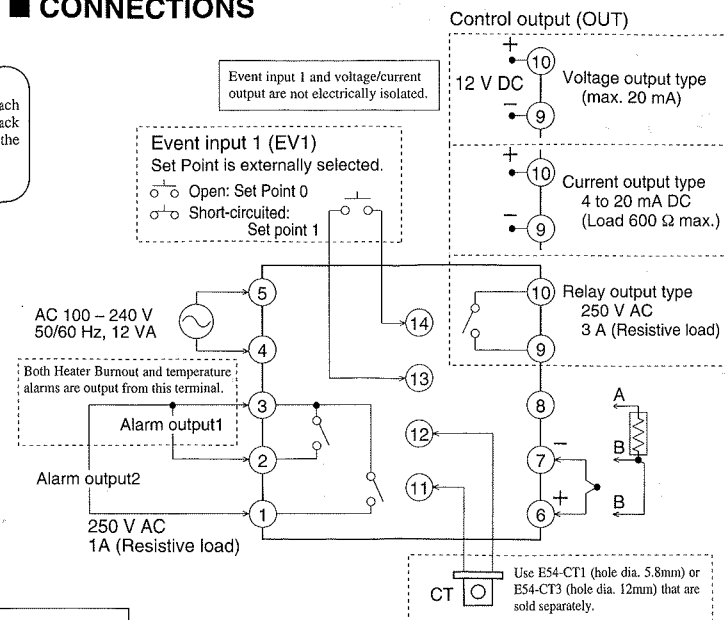 ■ CONNECTIONS
ach
ack
the
Event input 1 and voltage/current
output are not electrically isolated.
Event input 1 (EV1)
Set Point is externally selected.
Open: Set Point 0
Short-circuited:
Set point 1
Control output (OUT)
+
10
12 V DC
Voltage output type
(max. 20 mA)
−
9
+
10
Current output type
4 to 20 mA DC
(Load 600 Ω max.)
−
9
10
Relay output type
250 V AC
3 A (Resistive load)
9
AC 100 – 240 V
50/60 Hz, 12 VA
5
4
14
13
Both Heater Burnout and temperature
alarms are output from this terminal.
3
Alarm output1
2
Alarm output2
1
250 V AC
1A (Resistive load)
12
11
8
7
−
6
+
A
B
B
CT
Use E54-CT1 (hole dia. 5.8mm) or
E54-CT3 (hole dia. 12mm) that are
sold separately.